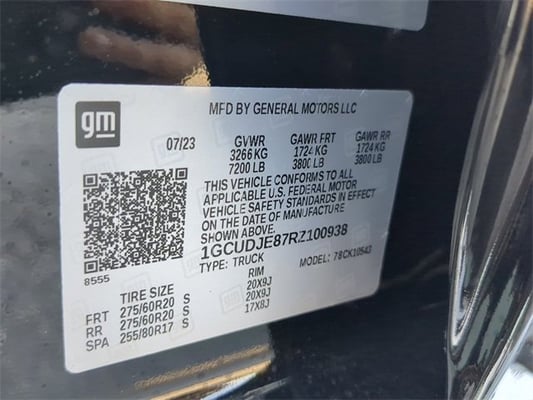 gm
MFD BY GENERAL MOTORS LLC
07/23 GVWR GAWR FRT GAWR RR
3266 KG 1724 KG 1724 KG
7200 LB 3800 LB 3800 LB
THIS VEHICLE CONFORMS TO ALL
APPLICABLE U.S. FEDERAL MOTOR
VEHICLE SAFETY STANDARDS IN EFFECT
ON THE DATE OF MANUFACTURE
SHOWN ABOVE.
1GCUDJE87RZ100938
8555 TYPE: TRUCK MODEL: 78CK10543
TIRE SIZE RIM
FRT 275/60R20 S 20X9J
RR 275/60R20 S 20X9J
SPA 255/80R17 S 17X8J